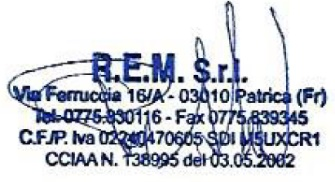 R.E.M. S.r.l.
Via Ferruccia 16/A - 03010 Patrica (Fr)
Tel. 0775.830116 - Fax 0775.839345
C.F./P. Iva 02240470605 SDI M5UXCR1
CCIAA N. 138995 del 03.05.2002